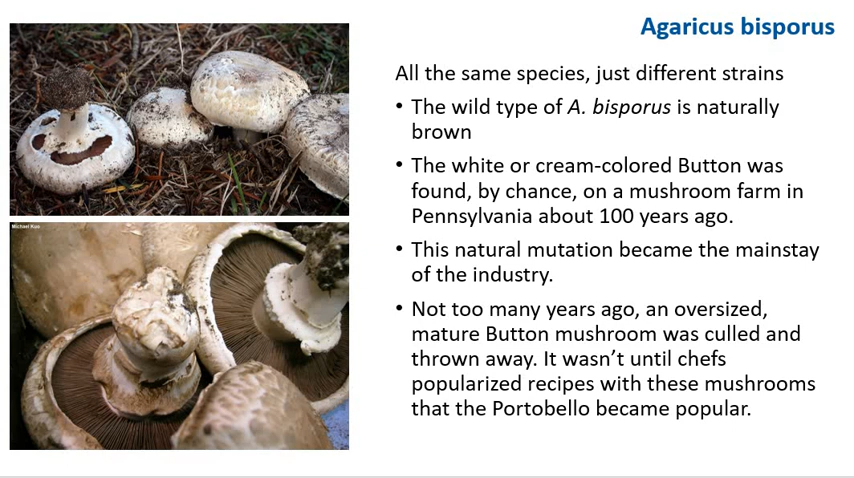 Agaricus bisporus
All the same species, just different strains
• The wild type of A. bisporus is naturally
brown
• The white or cream-colored Button was
found, by chance, on a mushroom farm in
Pennsylvania about 100 years ago.
• This natural mutation became the mainstay
of the industry.
• Not too many years ago, an oversized,
mature Button mushroom was culled and
thrown away. It wasn’t until chefs
popularized recipes with these mushrooms
that the Portobello became popular.
Michael Kuo